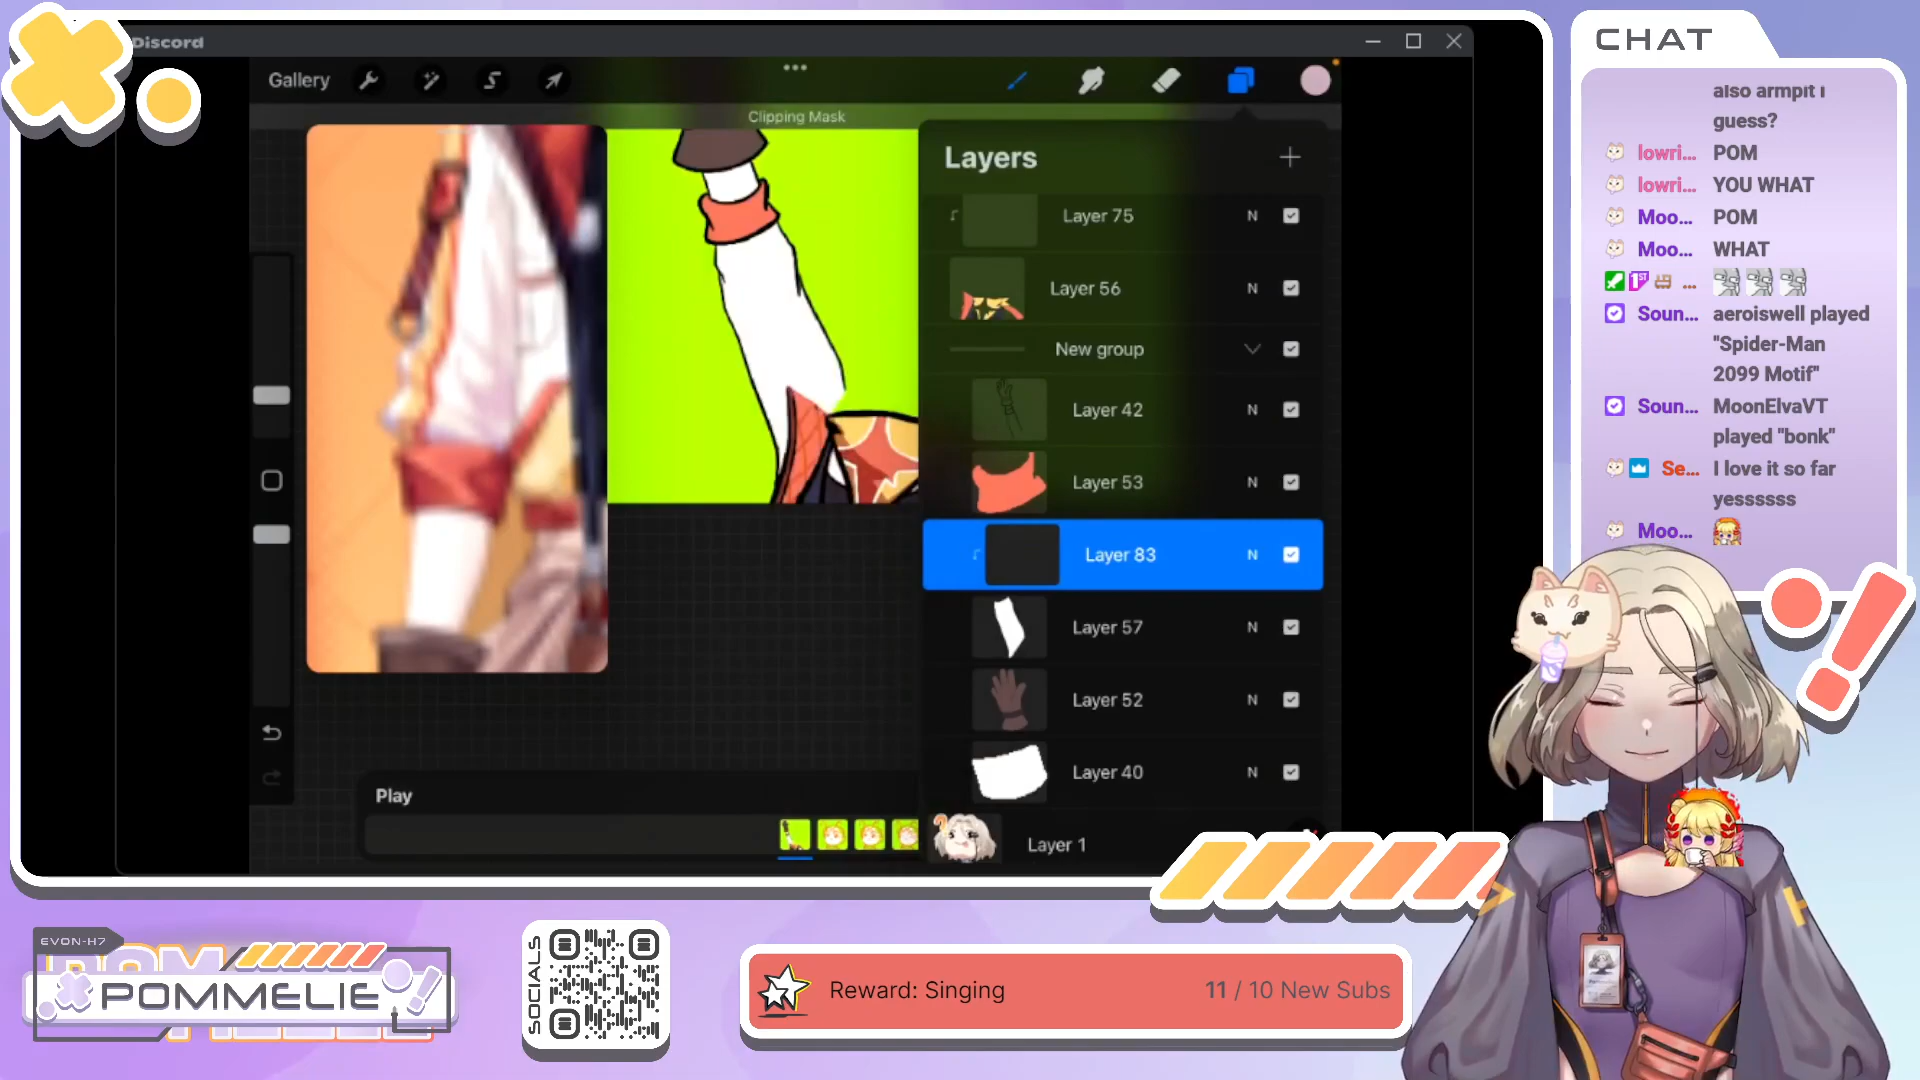 Discord
Gallery
Clipping Mask
Layers
Layer 75
N
Layer 56
N
New group
Layer 42
N
Layer 53
N
Layer 83
N
Layer 57
N
Layer 52
N
Layer 40
N
Layer 1
Play
CHAT
also armpit i
guess?
lowri... POM
lowri... YOU WHAT
Moo... POM
Moo... WHAT
1ST ...
Soun... aeroiswell played
"Spider-Man
2099 Motif"
Soun... MoonElvaVT
played "bonk"
Se... I love it so far
yessssss
Moo...
EVON-H7
POMMELIE
SOCIALS
Reward: Singing
11 / 10 New Subs